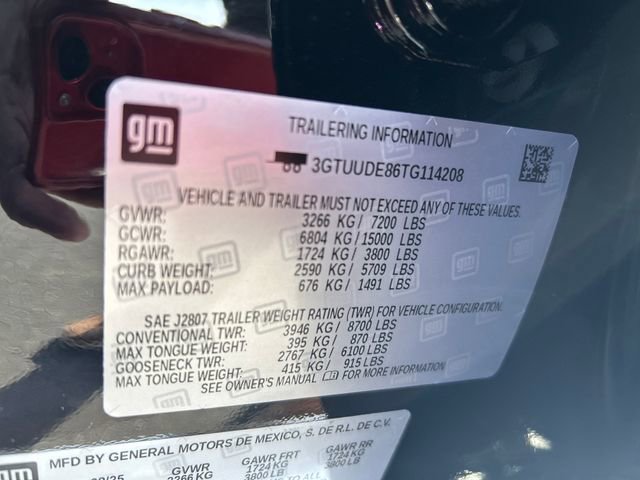 gm
TRAILERING INFORMATION
86 3GTUUDE86TG114208
VEHICLE AND TRAILER MUST NOT EXCEED ANY OF THESE VALUES.
GVWR: 3266 KG / 7200 LBS
GCWR: 6804 KG / 15000 LBS
RGAWR: 1724 KG / 3800 LBS
CURB WEIGHT: 2590 KG / 5709 LBS
MAX PAYLOAD: 676 KG / 1491 LBS
SAE J2807 TRAILER WEIGHT RATING (TWR) FOR VEHICLE CONFIGURATION.
CONVENTIONAL TWR: 3946 KG / 8700 LBS
MAX TONGUE WEIGHT: 395 KG / 870 LBS
GOOSENECK TWR: 2767 KG / 6100 LBS
MAX TONGUE WEIGHT: 415 KG / 915 LBS
SEE OWNER'S MANUAL FOR MORE INFORMATION
gm MFD BY GENERAL MOTORS DE MEXICO, S. DE R.L. DE C.V.
GVWR GAWR FRT GAWR RR
/25 3266 KG 1724 KG 1724 KG
3800 LB 3800 LB